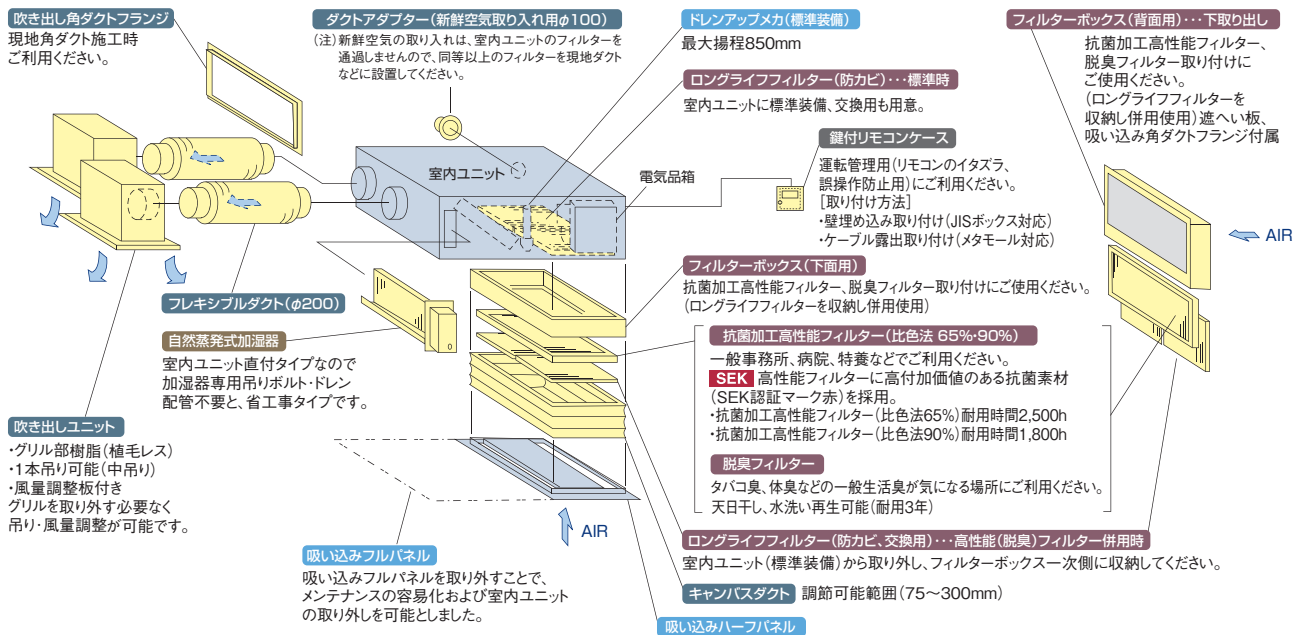 吹き出し角ダクトフランジ
現地角ダクト施工時
ご利用ください。
ダクトアダプター(新鮮空気取り入れ用φ100)
(注)新鮮空気の取り入れは、室内ユニットのフィルターを
通過しませんので、同等以上のフィルターを現地ダクト
などに設置してください。
ドレンアップメカ(標準装備)
最大揚程850mm
ロングライフフィルター(防カビ)･･･標準時
室内ユニットに標準装備、交換用も用意。
鍵付リモコンケース
運転管理用(リモコンのイタズラ、
誤操作防止用)にご利用ください。
[取り付け方法]
･壁埋め込み取り付け(JISボックス対応)
･ケーブル露出取り付け(メタモール対応)
フィルターボックス(背面用)･･･下取り出し
抗菌加工高性能フィルター、
脱臭フィルター取り付けに
ご使用ください。
(ロングライフフィルターを
収納し併用使用)遮へい板、
吸い込み角ダクトフランジ付属
室内ユニット
電気品箱
AIR
フィルターボックス(下面用)
抗菌加工高性能フィルター、脱臭フィルター取り付けにご使用ください。
(ロングライフフィルターを収納し併用使用)
フレキシブルダクト(φ200)
自然蒸発式加湿器
室内ユニット直付タイプなので
加湿器専用吊りボルト･ドレン
配管不要と、省工事タイプです。
抗菌加工高性能フィルター(比色法 65%･90%)
一般事務所、病院、特養などでご利用ください。
SEK 高性能フィルターに高付加価値のある抗菌素材
(SEK認証マーク赤)を採用。
･抗菌加工高性能フィルター(比色法65%)耐用時間2,500h
･抗菌加工高性能フィルター(比色法90%)耐用時間1,800h
脱臭フィルター
タバコ臭、体臭などの一般生活臭が気になる場所にご利用ください。
天日干し、水洗い再生可能(耐用3年)
吹き出しユニット
･グリル部樹脂(植毛レス)
･1本吊り可能(中吊り)
･風量調整板付き
グリルを取り外す必要なく
吊り･風量調整が可能です。
AIR
ロングライフフィルター(防カビ、交換用)･･･高性能(脱臭)フィルター併用時
室内ユニット(標準装備)から取り外し、フィルターボックス一次側に収納してください。
吸い込みフルパネル
吸い込みフルパネルを取り外すことで、
メンテナンスの容易化および室内ユニット
の取り外しを可能としました。
キャンバスダクト 調節可能範囲(75～300mm)
吸い込みハーフパネル